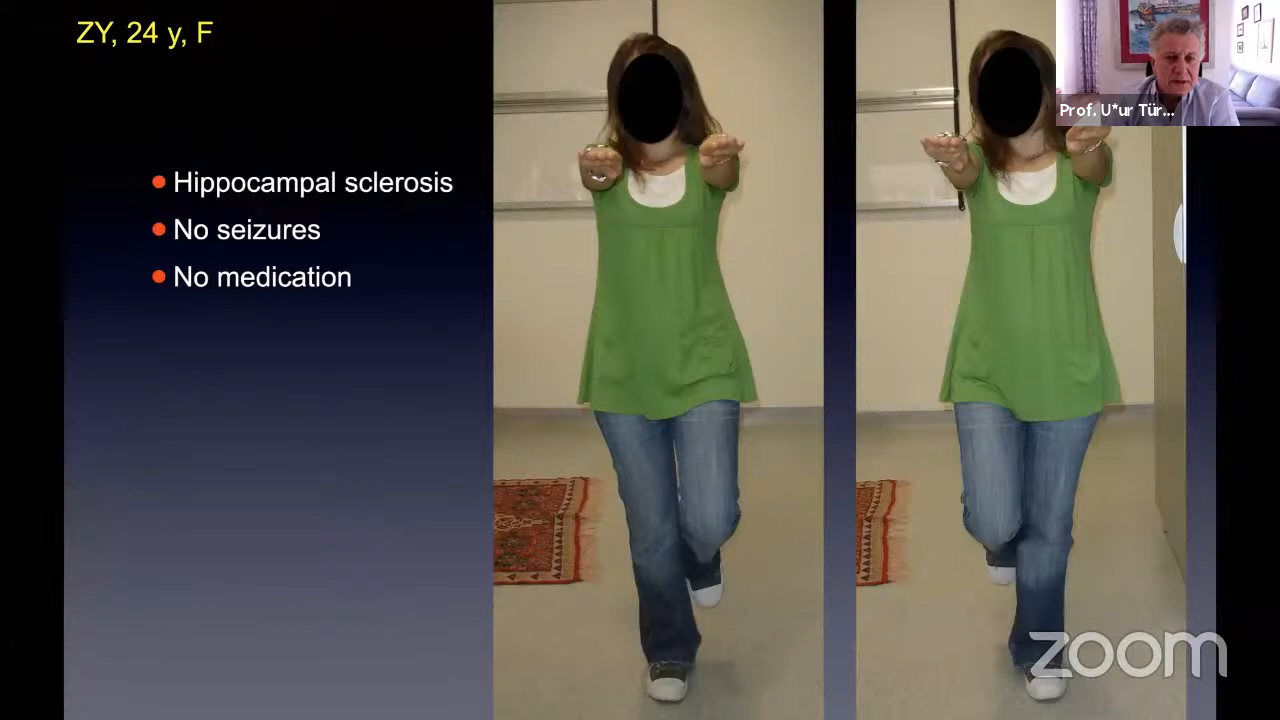 ZY, 24 y, F
Prof. U*ur Tür...
Hippocampal sclerosis
No seizures
No medication
zoom